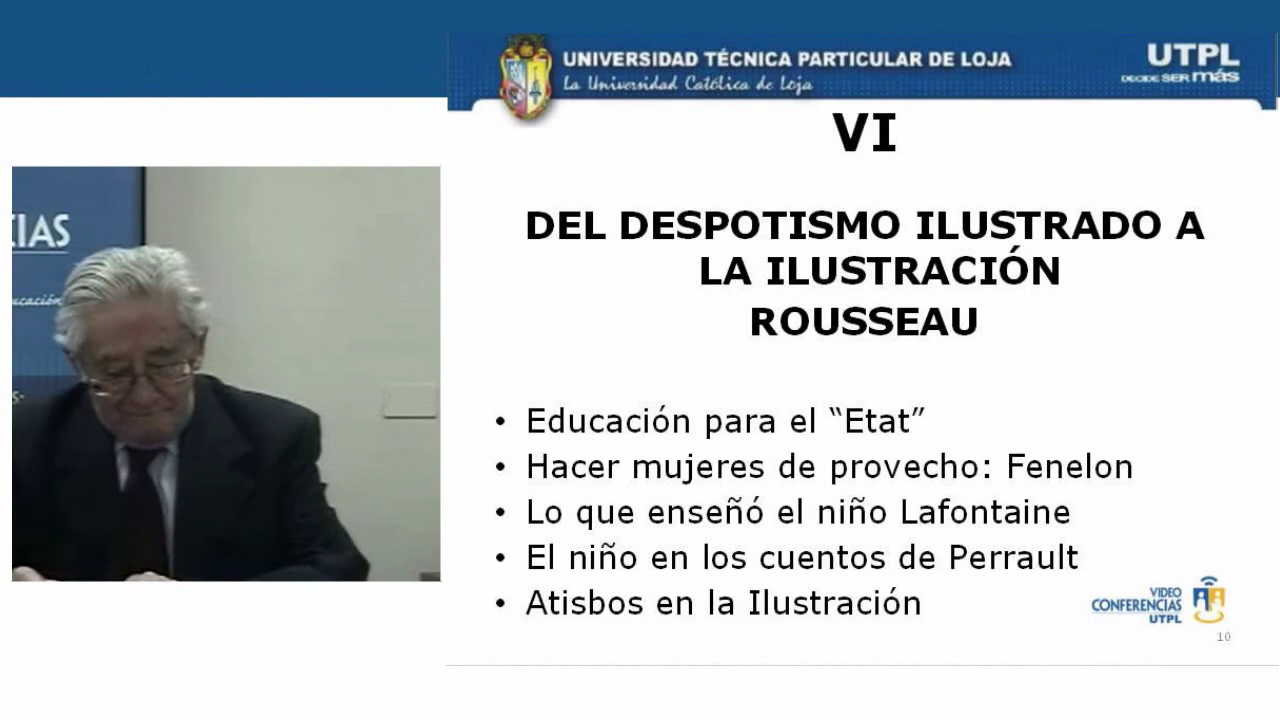 UNIVERSIDAD TÉCNICA PARTICULAR DE LOJA
La Universidad Católica de Loja
UTPL
DECIDE SER más
VI
DEL DESPOTISMO ILUSTRADO A
LA ILUSTRACIÓN
ROUSSEAU
• Educación para el “Etat”
• Hacer mujeres de provecho: Fenelon
• Lo que enseñó el niño Lafontaine
• El niño en los cuentos de Perrault
• Atisbos en la Ilustración
VIDEO
CONFERENCIAS
UTPL
10
CIAS